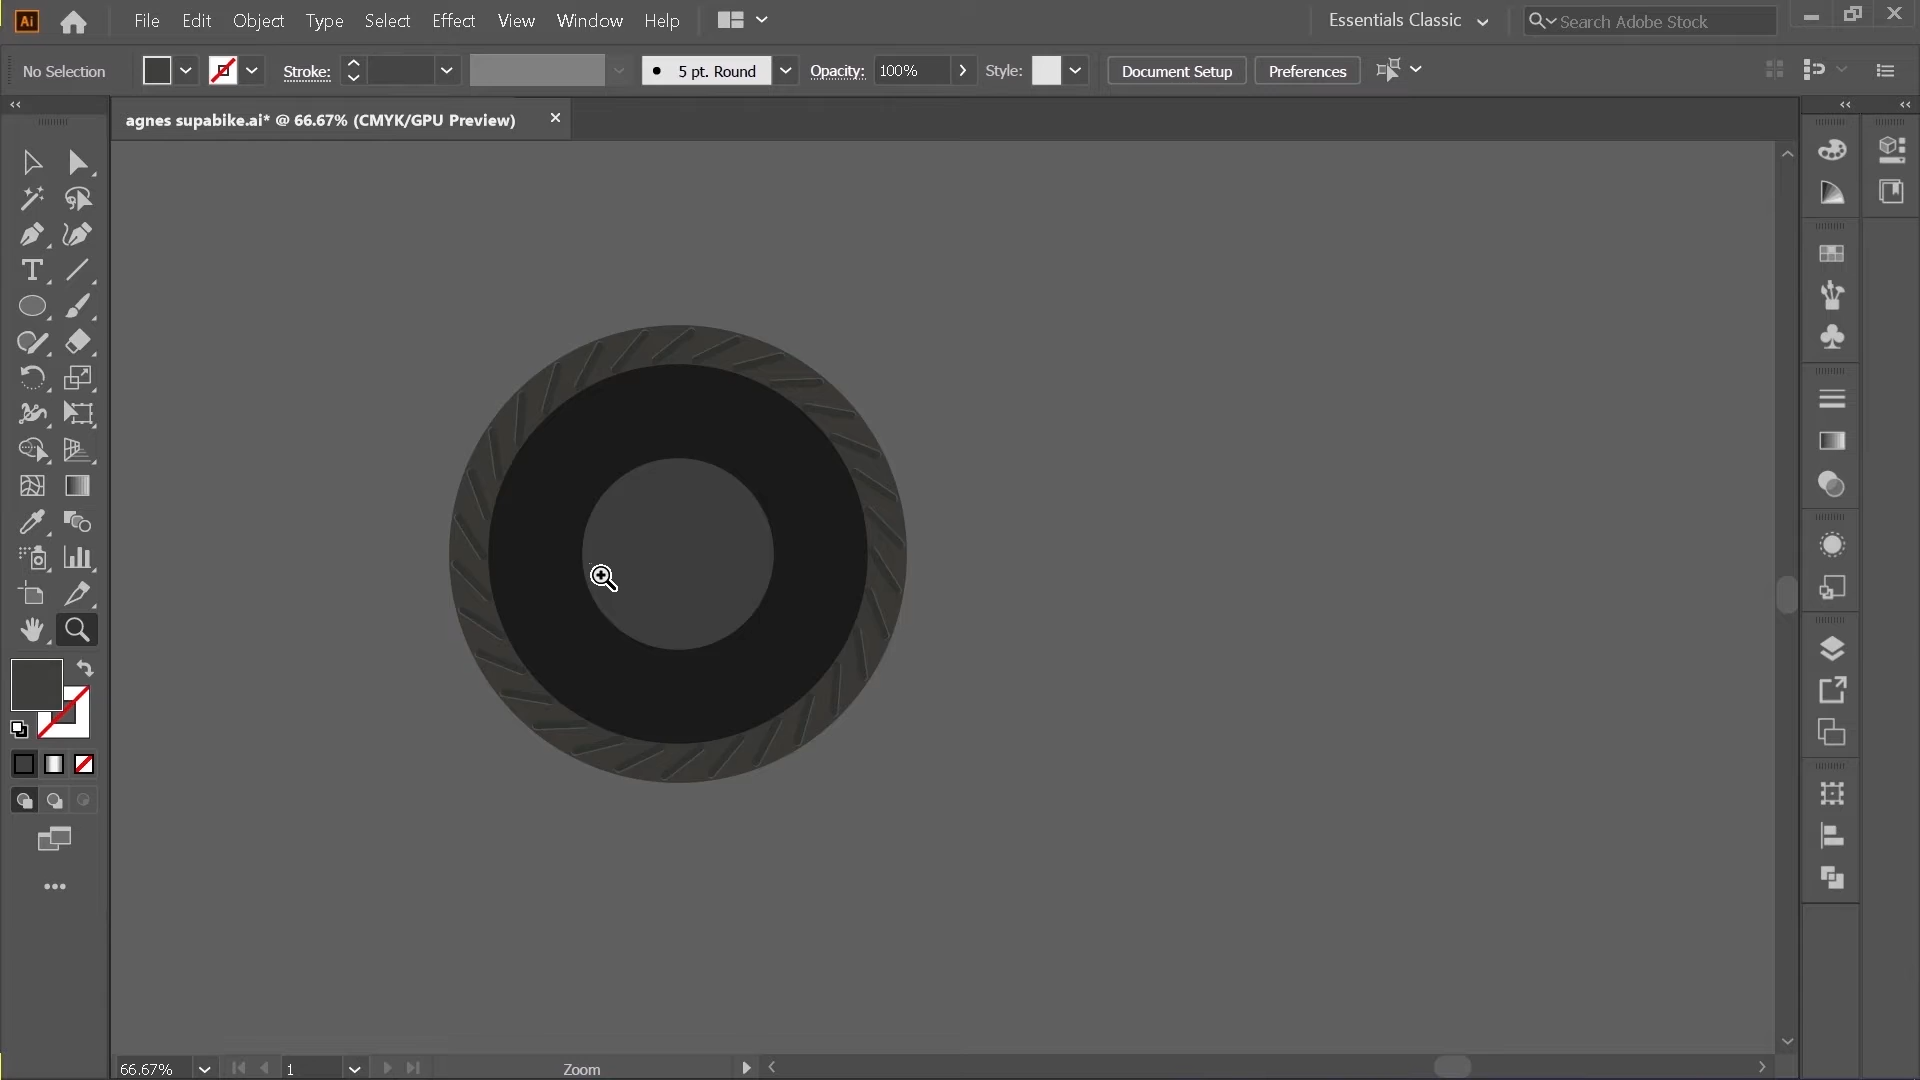 Ai File Edit Object Type Select Effect View Window Help Essentials Classic Search Adobe Stock
No Selection Stroke: 5 pt. Round Opacity: 100% Style: Document Setup Preferences
agnes supabike.ai* @ 66.67% (CMYK/GPU Preview)
66.67% 1 Zoom